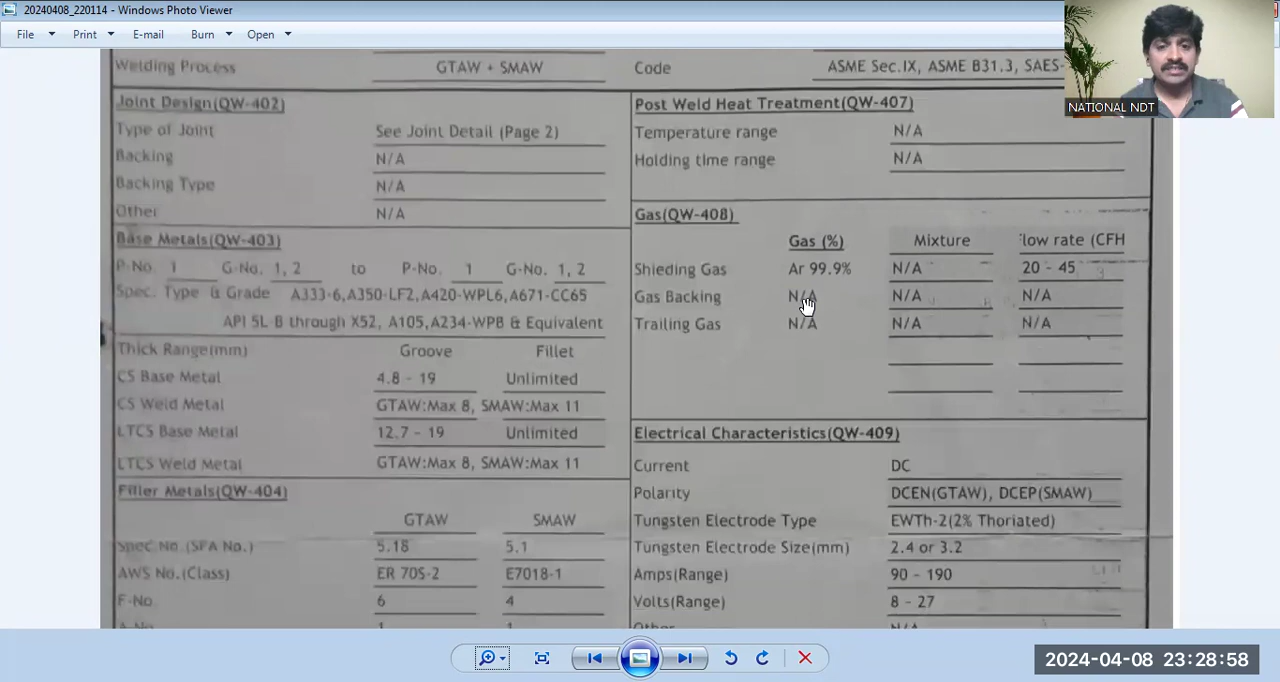 20240408_220114 - Windows Photo Viewer
File Print E-mail Burn Open
NATIONAL NDT
Welding Process GTAW + SMAW Code ASME Sec.IX, ASME B31.3, SAES-
Joint Design(QW-402)
Type of Joint See Joint Detail (Page 2)
Backing N/A
Backing Type N/A
Other N/A
Base Metals(QW-403)
P-No. 1 G-No. 1, 2 to P-No. 1 G-No. 1, 2
Spec. Type & Grade A333-6,A350-LF2,A420-WPL6,A671-CC65
API 5L-B through X52, A105,A234-WPB & Equivalent
Thick Range(mm) Groove Fillet
CS Base Metal 4.8 - 19 Unlimited
CS Weld Metal GTAW:Max 8, SMAW:Max 11
LTCS Base Metal 12.7 - 19 Unlimited
LTCS Weld Metal GTAW:Max 8, SMAW:Max 11
Filler Metals(QW-404)
GTAW SMAW
Spec No.(SFA No.) 5.18 5.1
AWS No.(Class) ER 70S-2 E7018-1
F-No. 6 4
A-No. 1 1
Post Weld Heat Treatment(QW-407)
Temperature range N/A
Holding time range N/A
Gas(QW-408)
Gas (%) Mixture low rate (CFH
Shieding Gas Ar 99.9% N/A 20 - 45
Gas Backing N/A N/A N/A
Trailing Gas N/A N/A N/A
Electrical Characteristics(QW-409)
Current DC
Polarity DCEN(GTAW), DCEP(SMAW)
Tungsten Electrode Type EWTh-2(2% Thoriated)
Tungsten Electrode Size(mm) 2.4 or 3.2
Amps(Range) 90 - 190
Volts(Range) 8 - 27
Other N/A
2024-04-08 23:28:58